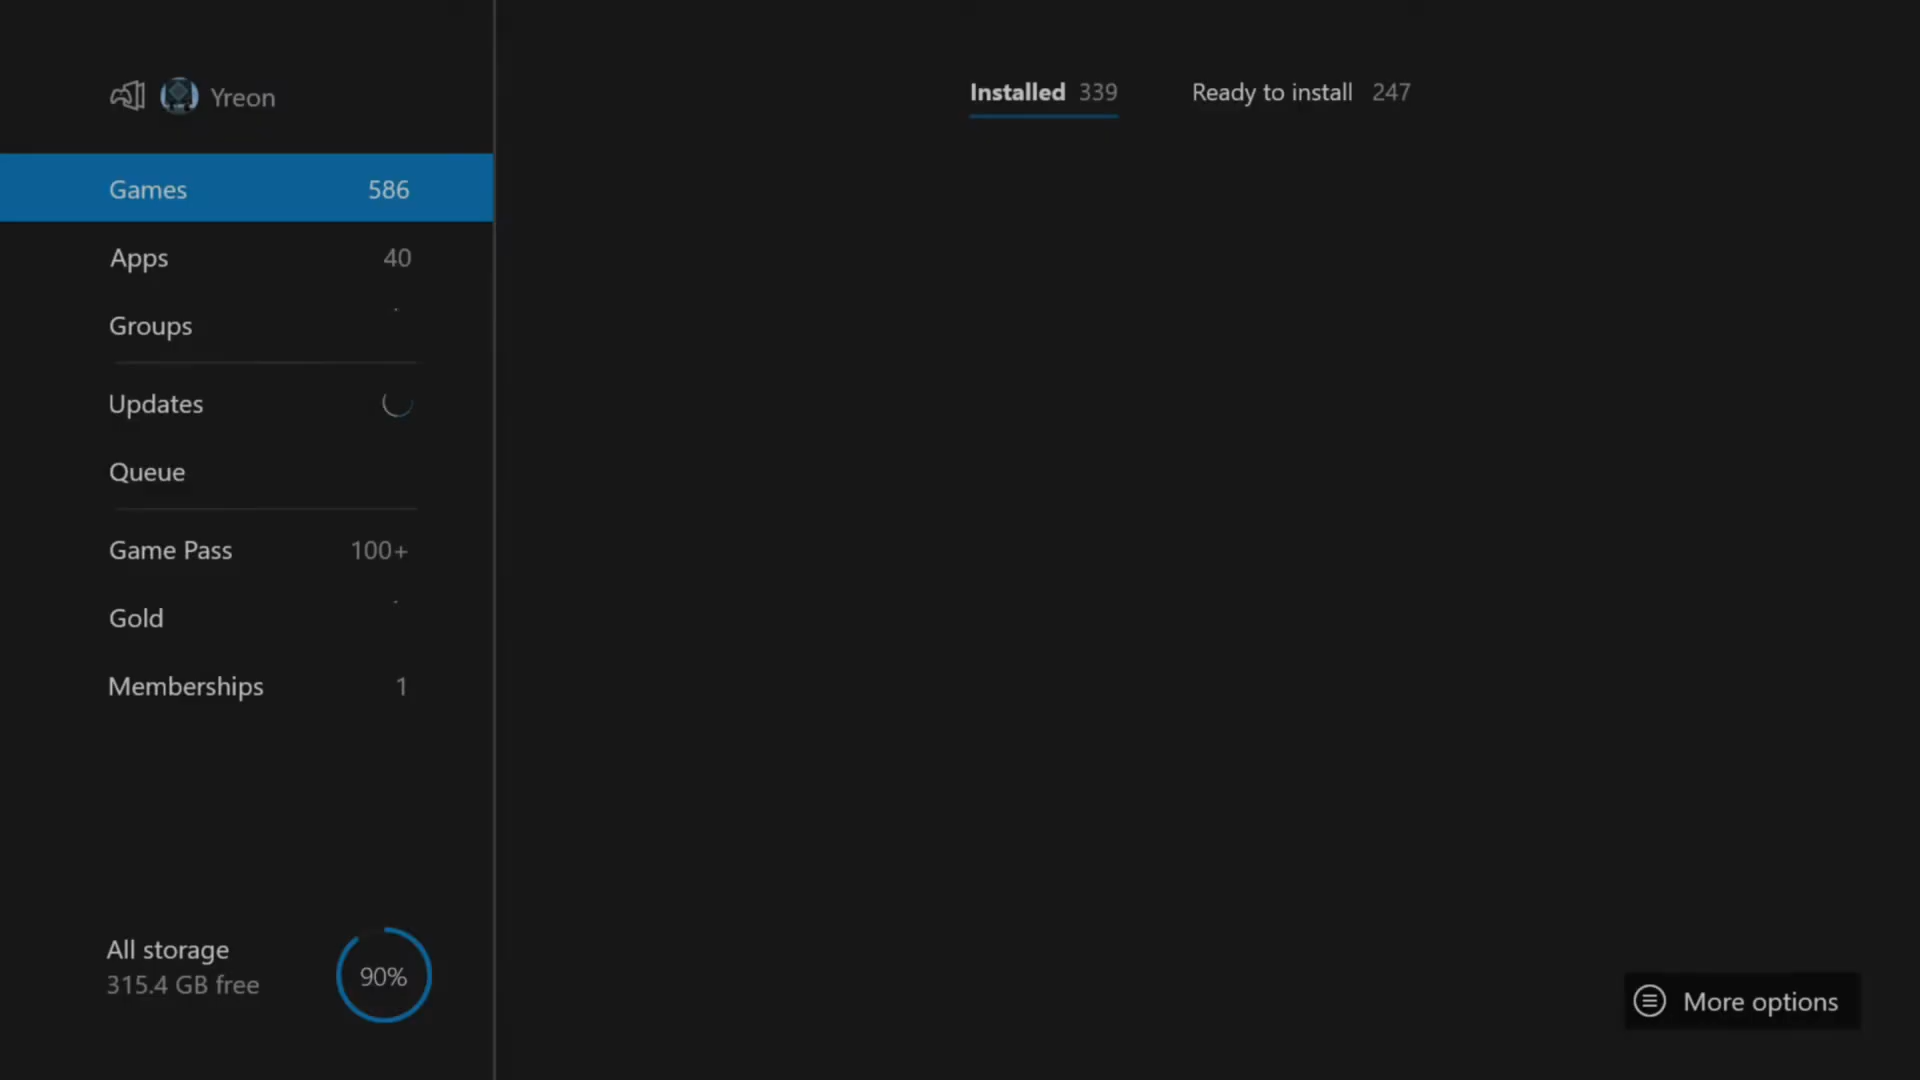 Yreon
Games 586
Apps 40
Groups
Updates
Queue
Game Pass 100+
Gold
Memberships 1
All storage
315.4 GB free
90%
Installed 339 Ready to install 247
More options